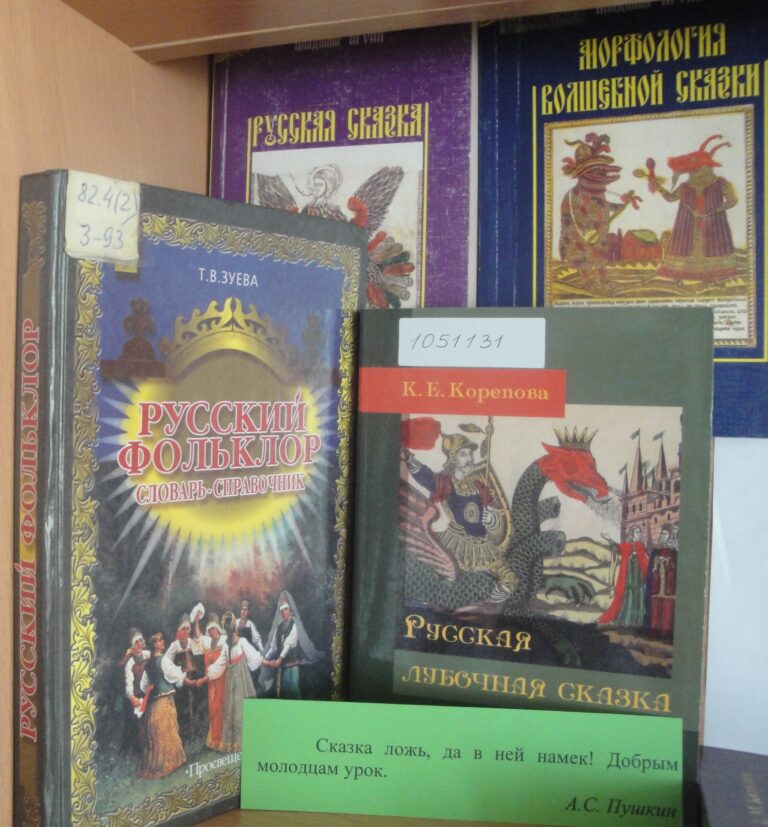 РУССКАЯ СКАЗКА
МОРФОЛОГИЯ
ВОЛШЕБНОЙ СКАЗКИ
82.4(2)
З-93
Т.В.ЗУЕВА
РУССКИЙ
ФОЛЬКЛОР
СЛОВАРЬ-СПРАВОЧНИК
РУССКИЙ ФОЛЬКЛОР
1051131
К. Е. Корепова
Русская
лубочная сказка
Сказка ложь, да в ней намек! Добрым
молодцам урок.
А.С. Пушкин